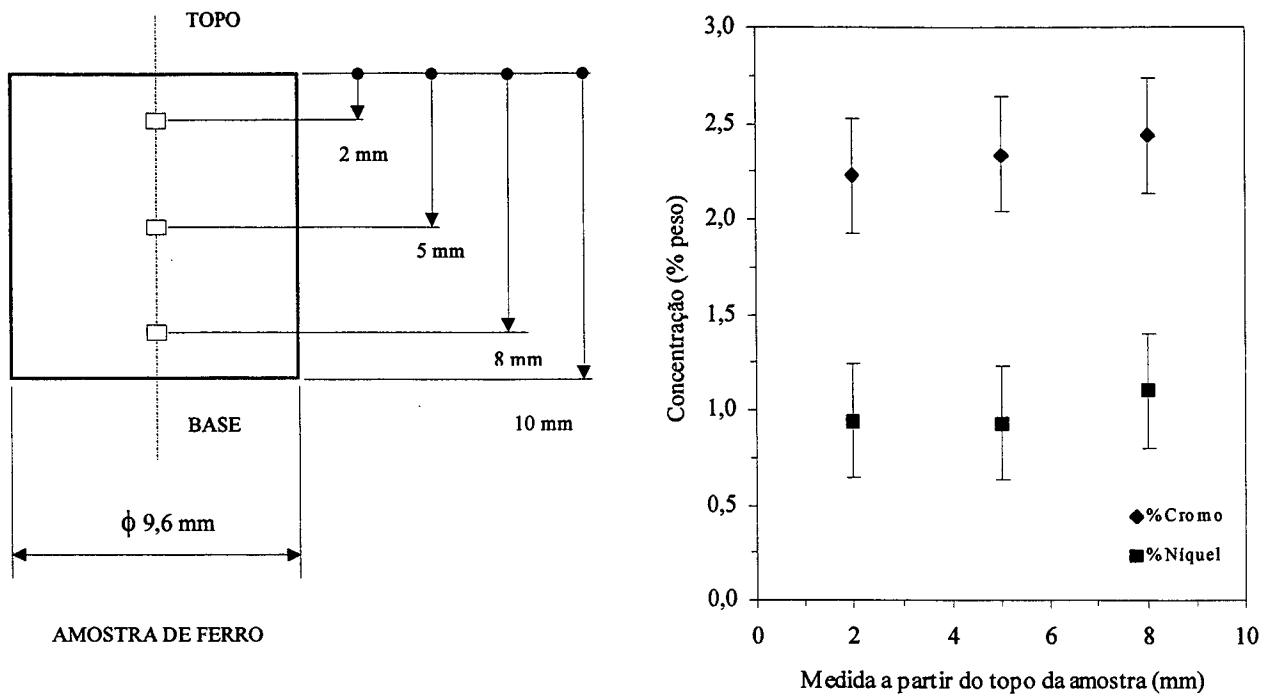 TOPO
2 mm
5 mm
8 mm
10 mm
BASE
ϕ 9,6 mm
AMOSTRA DE FERRO
3,0
2,5
2,0
1,5
1,0
0,5
0,0
Concentração (% peso)
◆%Cromo
■%Níquel
0 2 4 6 8 10
Medida a partir do topo da amostra (mm)